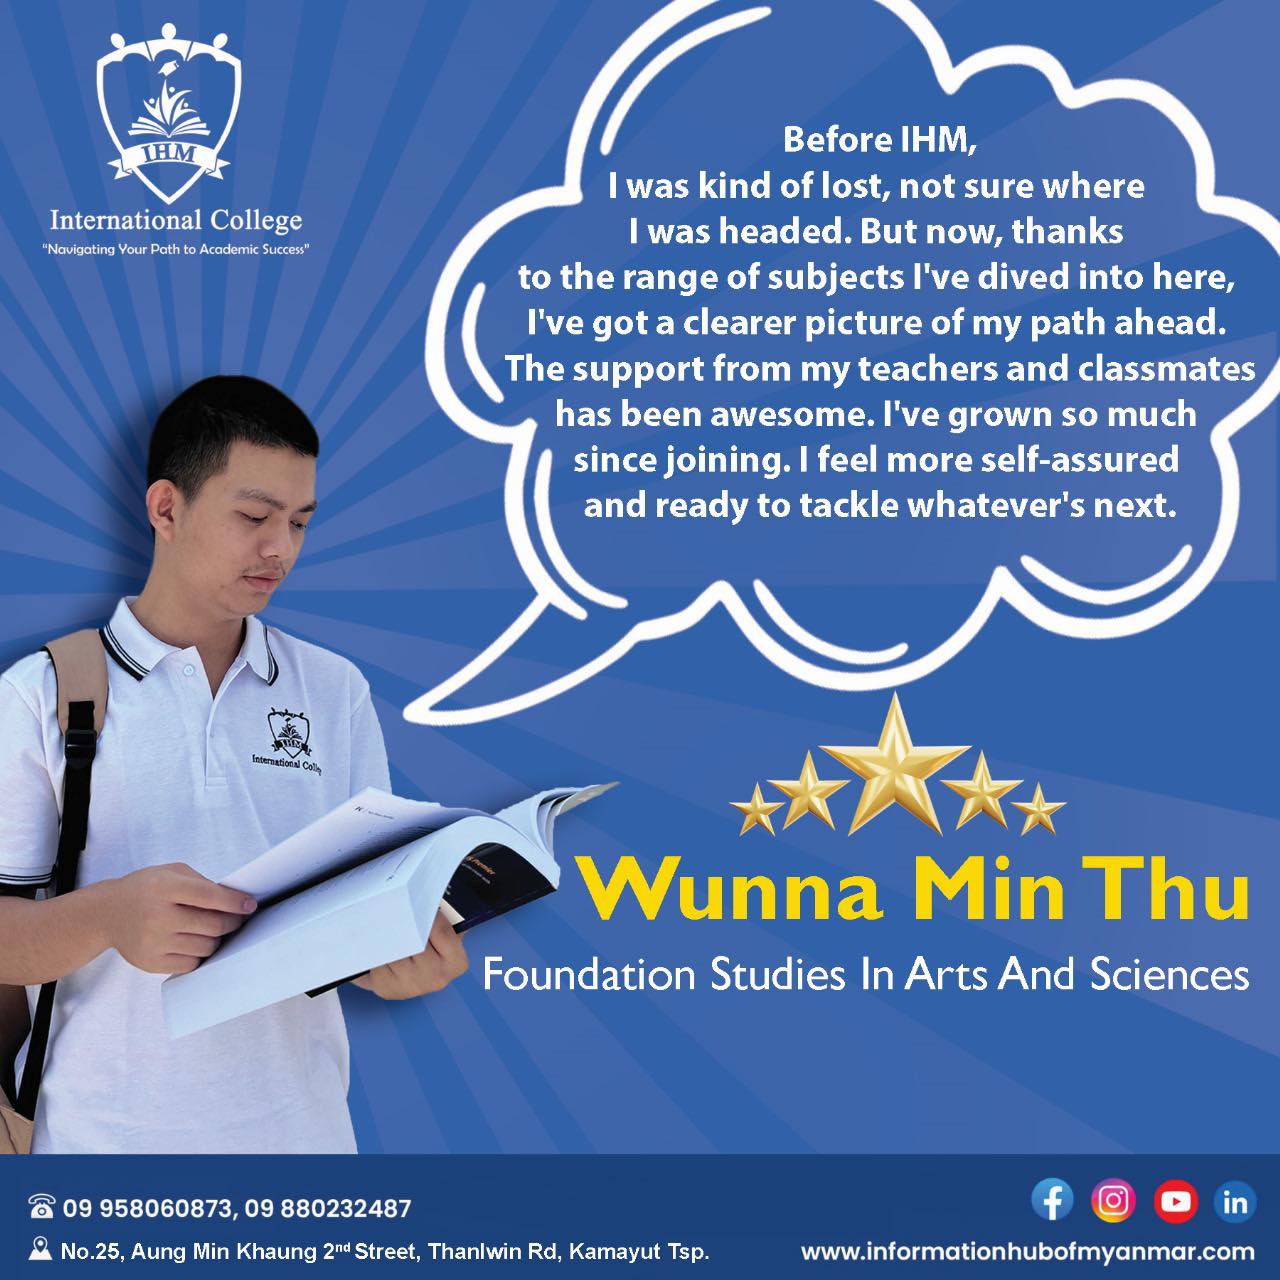 IHM
International College
“Navigating Your Path to Academic Success”
Before IHM,
I was kind of lost, not sure where
I was headed. But now, thanks
to the range of subjects I've dived into here,
I've got a clearer picture of my path ahead.
The support from my teachers and classmates
has been awesome. I've grown so much
since joining. I feel more self-assured
and ready to tackle whatever's next.
IHM
International College
Wunna Min Thu
Foundation Studies In Arts And Sciences
09 958060873, 09 880232487
No.25, Aung Min Khaung 2nd Street, Thanlwin Rd, Kamayut Tsp.
www.informationhubofmyanmar.com